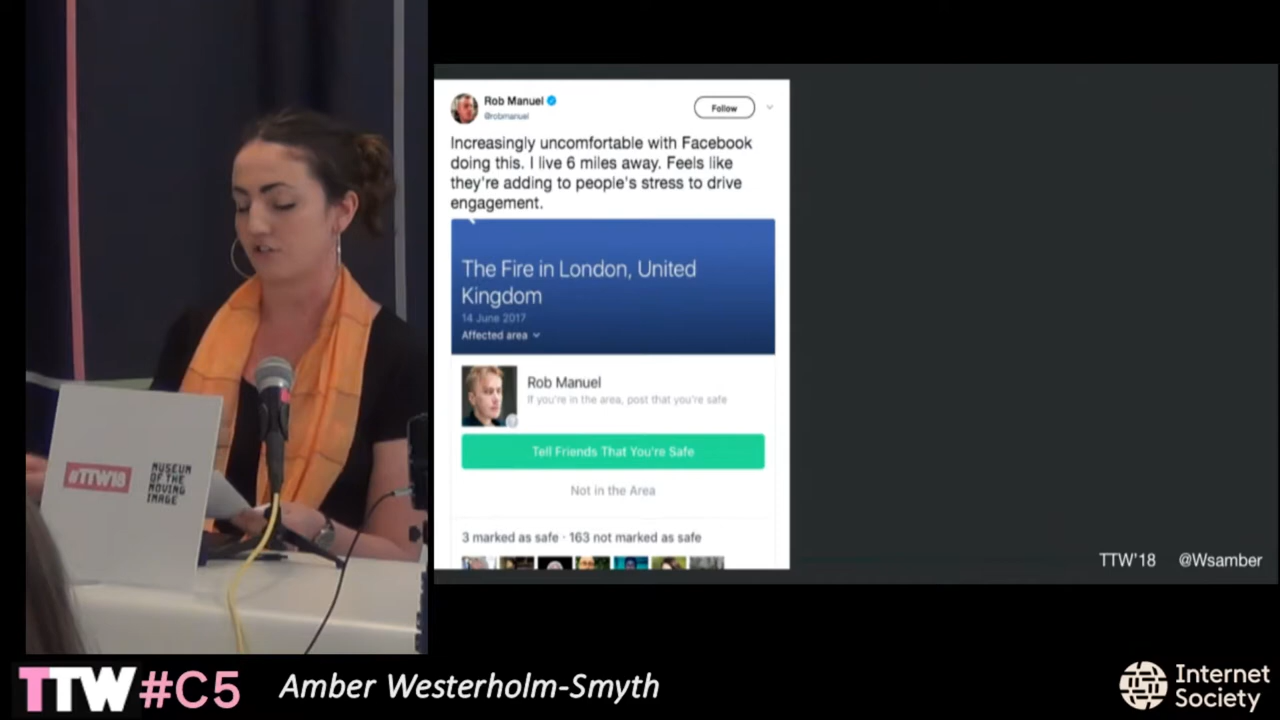 #TTW18
MUSEUM
OF THE
MOVING
IMAGE
Rob Manuel
@robmanuel
Follow
Increasingly uncomfortable with Facebook
doing this. I live 6 miles away. Feels like
they're adding to people's stress to drive
engagement.
The Fire in London, United
Kingdom
14 June 2017
Affected area
Rob Manuel
If you're in the area, post that you're safe
Tell Friends That You're Safe
Not in the Area
3 marked as safe · 163 not marked as safe
TTW'18 @Wsamber
TTW#C5 Amber Westerholm-Smyth
Internet
Society